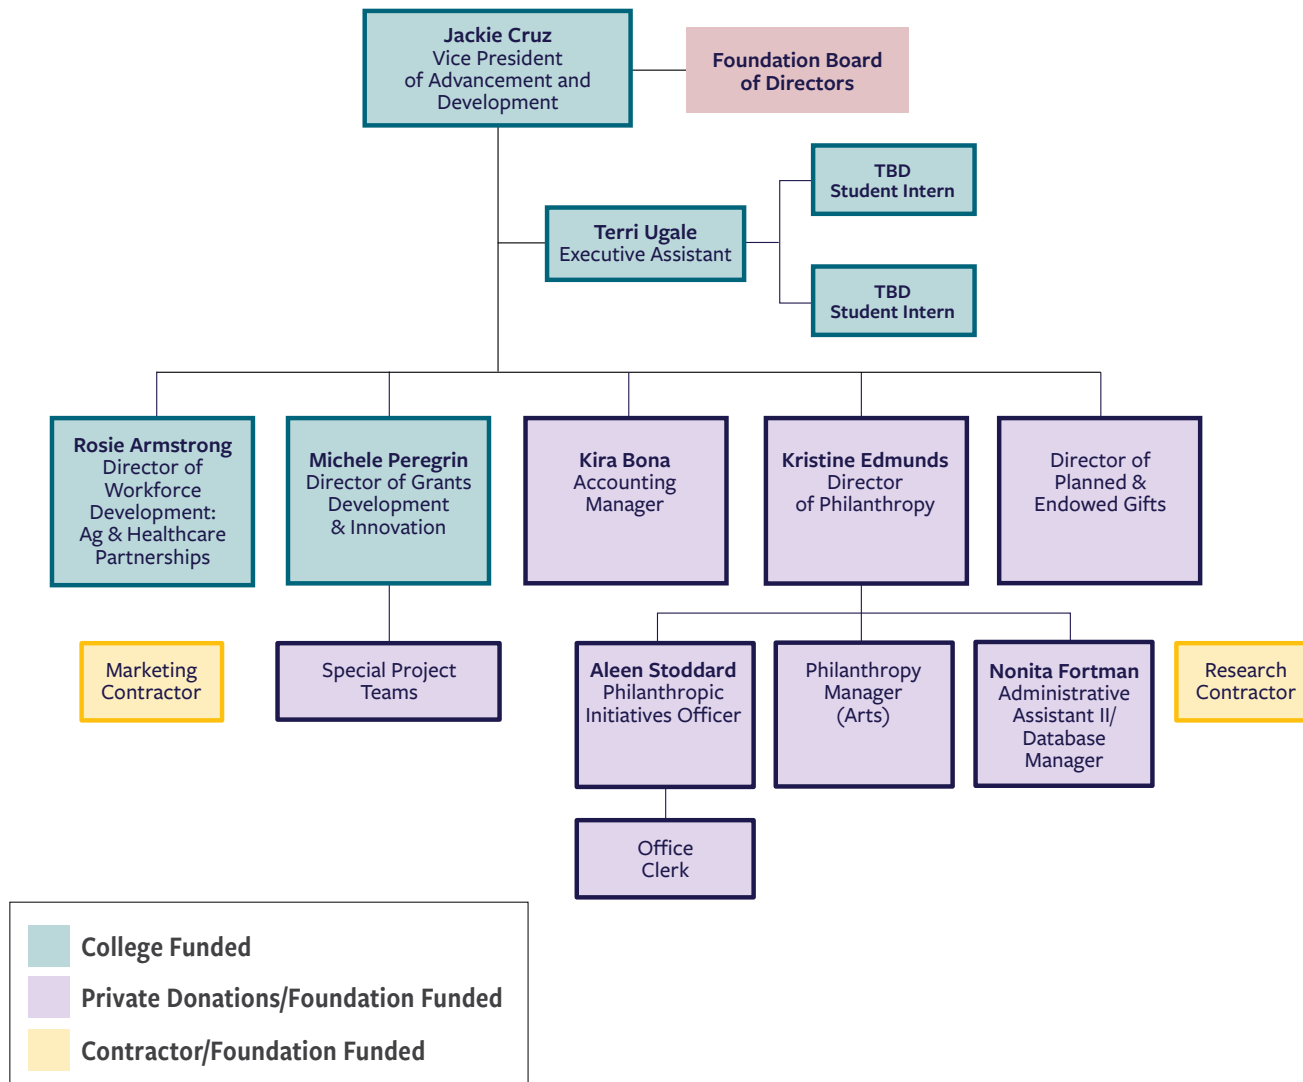 Jackie Cruz
Vice President
of Advancement and
Development
Foundation Board
of Directors
TBD
Student Intern
Terri Ugale
Executive Assistant
TBD
Student Intern
Rosie Armstrong
Director of
Workforce
Development:
Ag & Healthcare
Partnerships
Michele Peregrin
Director of Grants
Development
& Innovation
Kira Bona
Accounting
Manager
Kristine Edmunds
Director
of Philanthropy
Director of
Planned &
Endowed Gifts
Marketing
Contractor
Special Project
Teams
Aleen Stoddard
Philanthropic
Initiatives Officer
Philanthropy
Manager
(Arts)
Nonita Fortman
Administrative
Assistant II/
Database
Manager
Research
Contractor
Office
Clerk
College Funded
Private Donations/Foundation Funded
Contractor/Foundation Funded